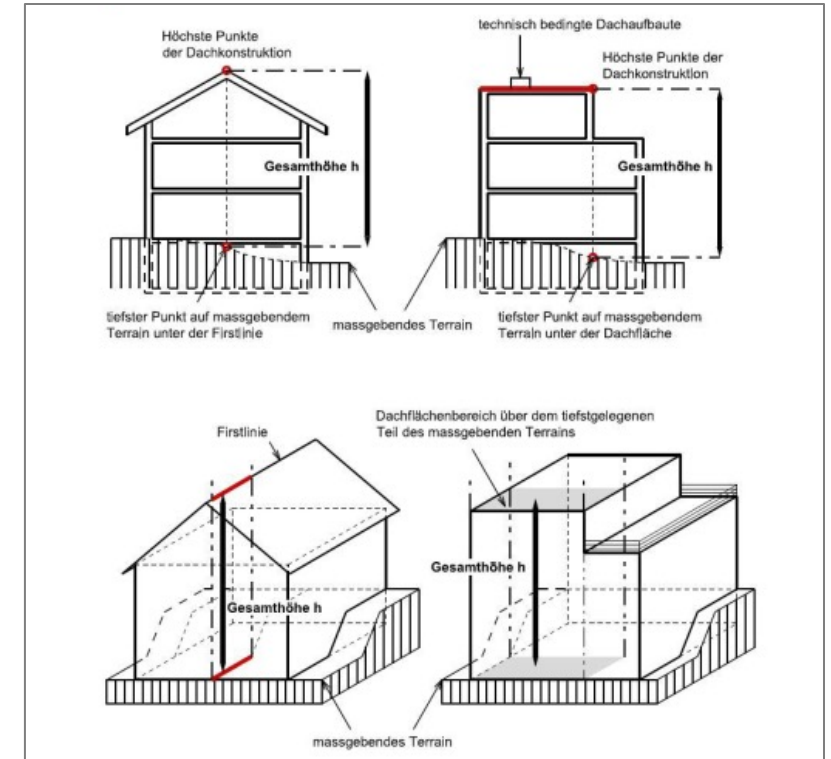 Höchste Punkte
der Dachkonstruktion
technisch bedingte Dachaufbaute
Höchste Punkte der
Dachkonstruktion
Gesamthöhe h
Gesamthöhe h
tiefster Punkt auf massgebendem
Terrain unter der Firstlinie
massgebendes Terrain
tiefster Punkt auf massgebendem
Terrain unter der Dachfläche
Firstlinie
Dachflächenbereich über dem tiefstgelegenen
Teil des massgebenden Terrains
Gesamthöhe h
Gesamthöhe h
massgebendes Terrain